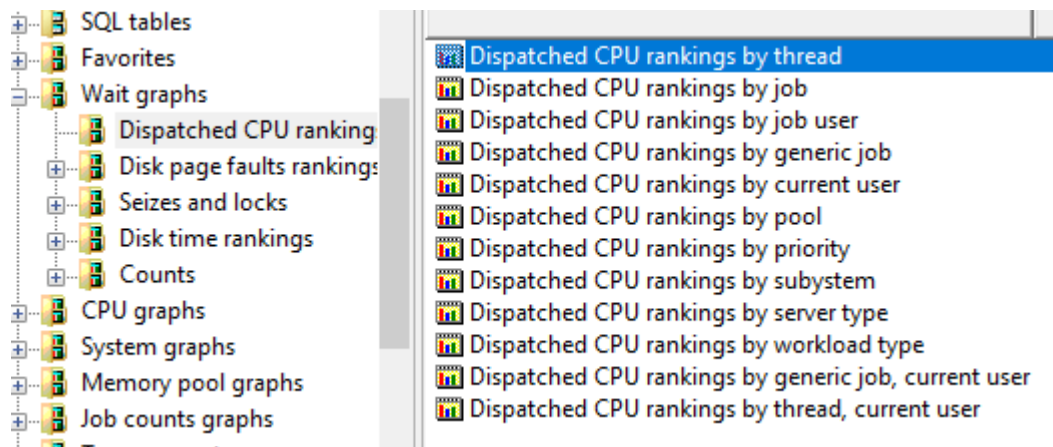 SQL tables
Favorites
Wait graphs
Dispatched CPU ranking
Disk page faults rankings
Seizes and locks
Disk time rankings
Counts
CPU graphs
System graphs
Memory pool graphs
Job counts graphs
Dispatched CPU rankings by thread
Dispatched CPU rankings by job
Dispatched CPU rankings by job user
Dispatched CPU rankings by generic job
Dispatched CPU rankings by current user
Dispatched CPU rankings by pool
Dispatched CPU rankings by priority
Dispatched CPU rankings by subystem
Dispatched CPU rankings by server type
Dispatched CPU rankings by workload type
Dispatched CPU rankings by generic job, current user
Dispatched CPU rankings by thread, current user